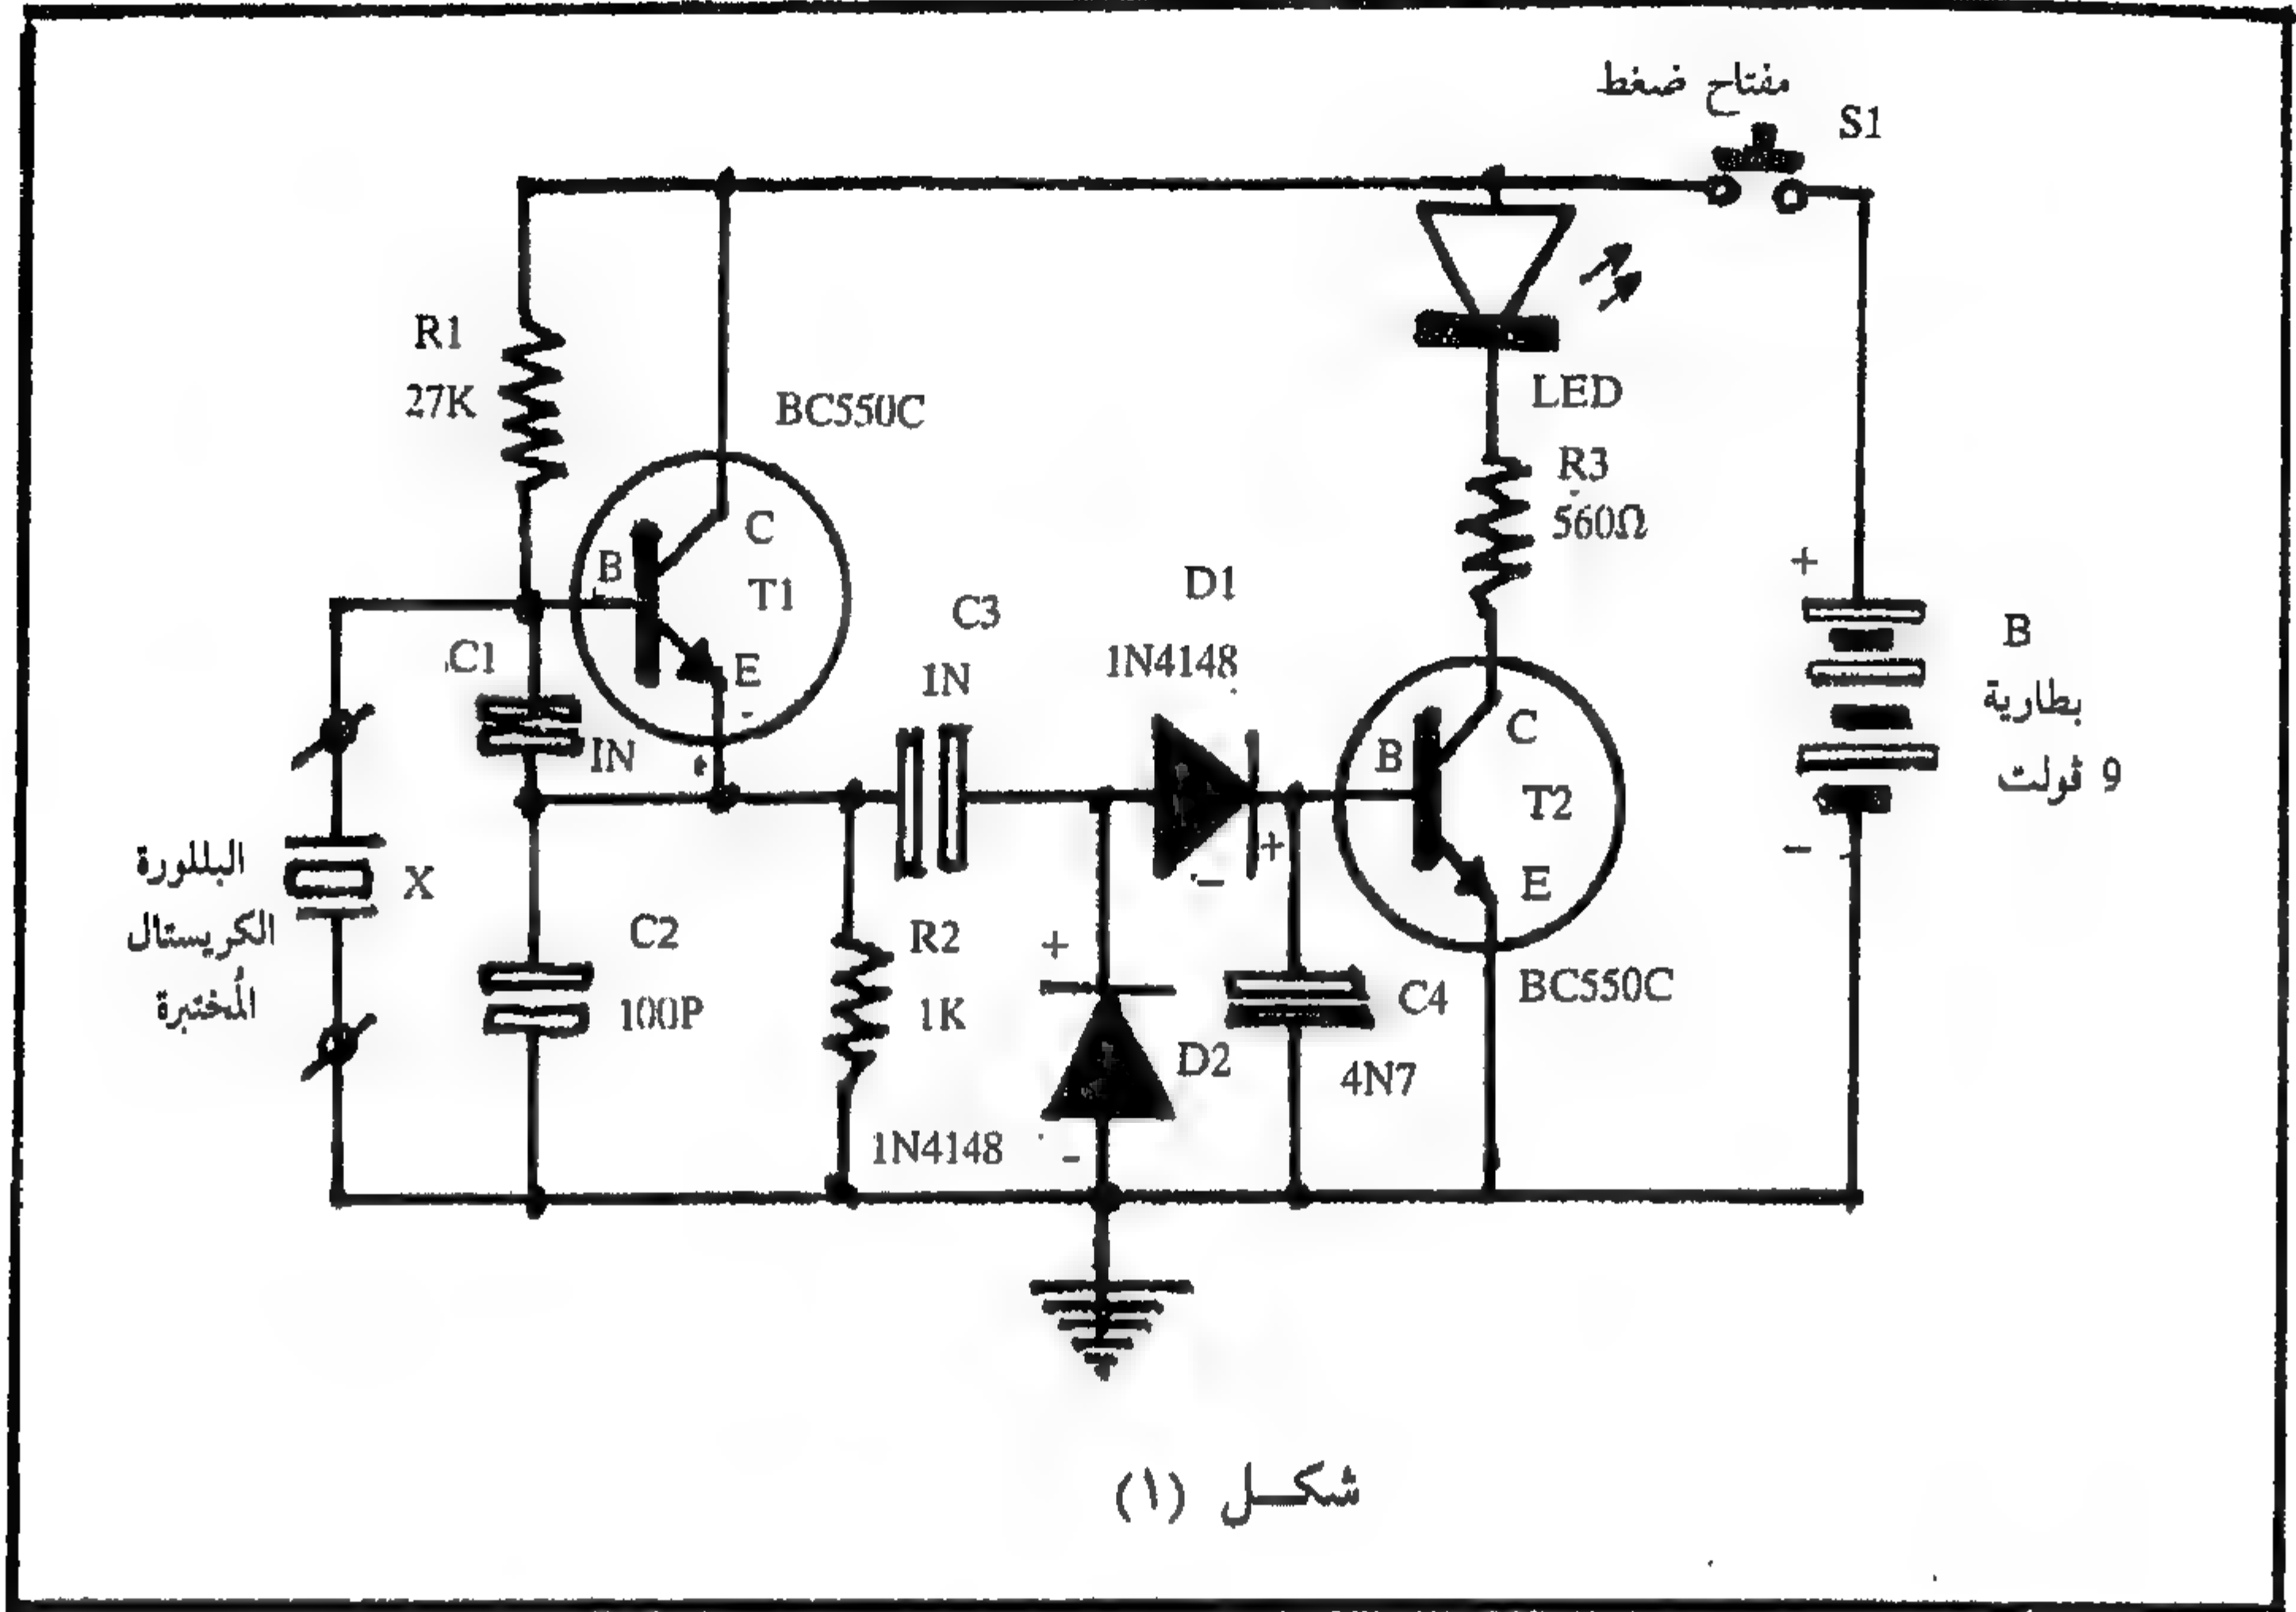 مفتاح ضغط
S1
R1
27K
BC550C
LED
R3
560Ω
B
C
T1
E
-
C1
IN
C3
1N
D1
1N4148
+
-
B
C
T2
E
BC550C
+
B
بطارية
9 ڤولت
-
البللورة
الكريستال
المُختبرة
X
C2
100P
R2
1K
+
D2
1N4148
-
C4
4N7
شكل (١)